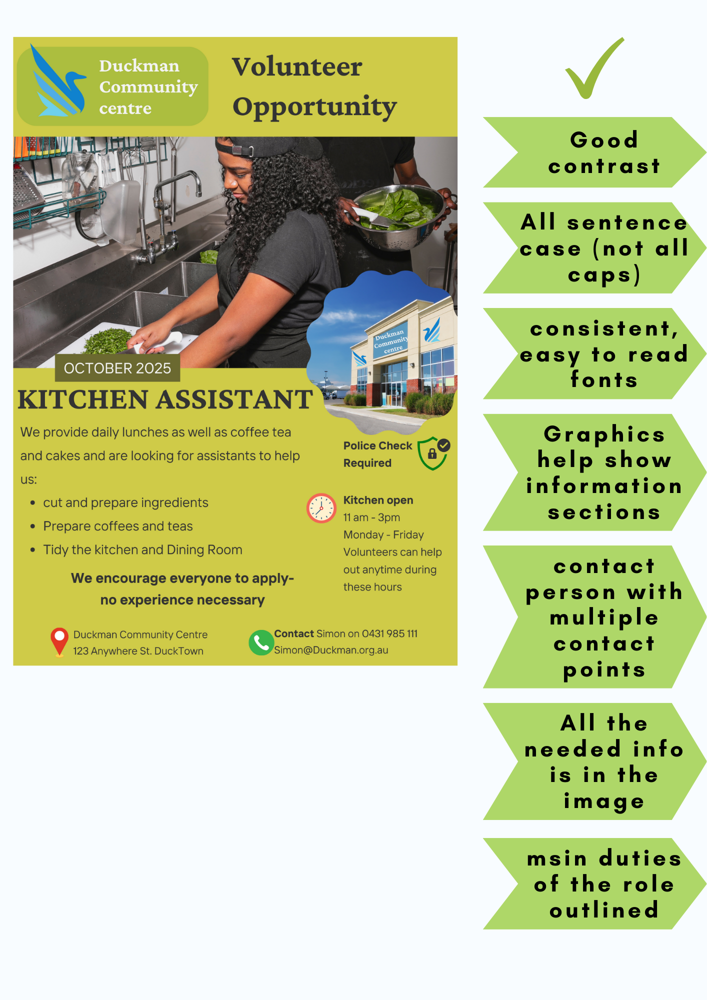 Duckman
Community
centre
Volunteer
Opportunity
Duckman
Community
centre
OCTOBER 2025
KITCHEN ASSISTANT
We provide daily lunches as well as coffee tea
and cakes and are looking for assistants to help
us:
• cut and prepare ingredients
• Prepare coffees and teas
• Tidy the kitchen and Dining Room
We encourage everyone to apply-
no experience necessary
Police Check
Required
Kitchen open
11 am - 3pm
Monday - Friday
Volunteers can help
out anytime during
these hours
Duckman Community Centre
123 Anywhere St. DuckTown
Contact Simon on 0431 985 111
Simon@Duckman.org.au
Good
contrast
All sentence
case (not all
caps)
consistent,
easy to read
fonts
Graphics
help show
information
sections
contact
person with
multiple
contact
points
All the
needed info
is in the
image
msin duties
of the role
outlined